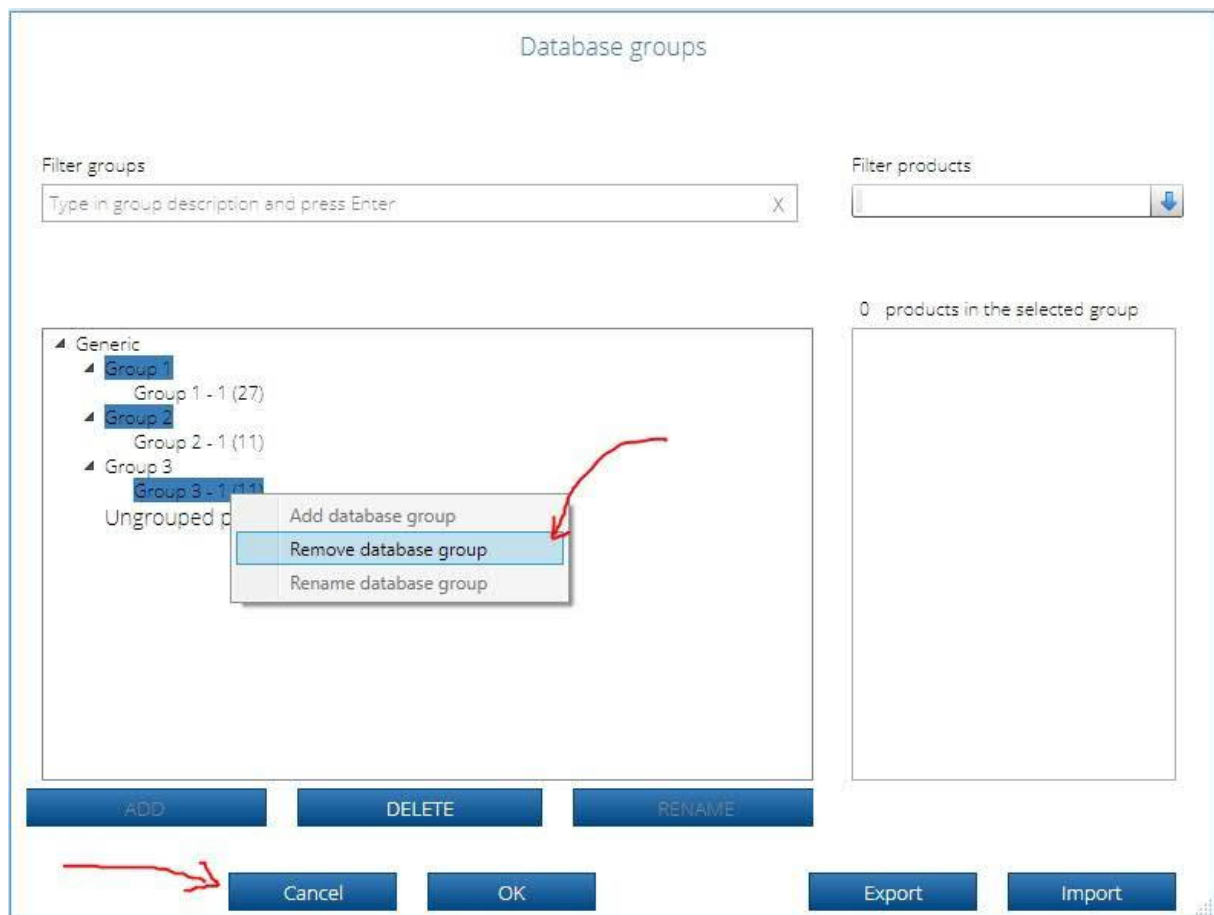 Database groups
Filter groups
Filter products
Type in group description and press Enter X
0 products in the selected group
Generic
Group 1
Group 1 - 1 (27)
Group 2
Group 2 - 1 (11)
Group 3
Group 3 - 1 (11)
Ungrouped p
Add database group
Remove database group
Rename database group
ADD
DELETE
RENAME
Cancel
OK
Export
Import